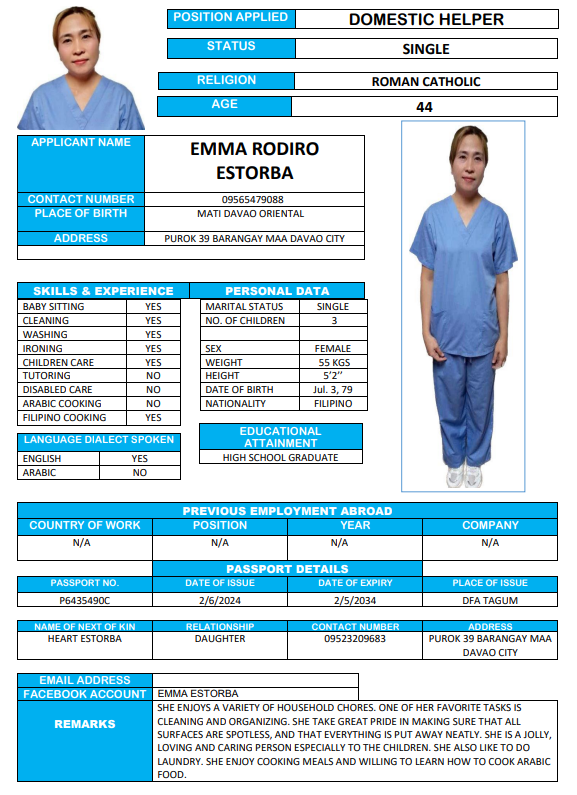 POSITION APPLIED DOMESTIC HELPER
STATUS SINGLE
RELIGION ROMAN CATHOLIC
AGE 44
APPLICANT NAME EMMA RODIRO
ESTORBA
CONTACT NUMBER 09565479088
PLACE OF BIRTH MATI DAVAO ORIENTAL
ADDRESS PUROK 39 BARANGAY MAA DAVAO CITY
SKILLS & EXPERIENCE PERSONAL DATA
BABY SITTING YES MARITAL STATUS SINGLE
CLEANING YES NO. OF CHILDREN 3
WASHING YES
IRONING YES SEX FEMALE
CHILDREN CARE YES WEIGHT 55 KGS
TUTORING NO HEIGHT 5’2’’
DISABLED CARE NO DATE OF BIRTH Jul. 3, 79
ARABIC COOKING NO NATIONALITY FILIPINO
FILIPINO COOKING YES
LANGUAGE DIALECT SPOKEN
ENGLISH YES
ARABIC NO
EDUCATIONAL
ATTAINMENT
HIGH SCHOOL GRADUATE
PREVIOUS EMPLOYMENT ABROAD
COUNTRY OF WORK POSITION YEAR COMPANY
N/A N/A N/A N/A
PASSPORT DETAILS
PASSPORT NO. DATE OF ISSUE DATE OF EXPIRY PLACE OF ISSUE
P6435490C 2/6/2024 2/5/2034 DFA TAGUM
NAME OF NEXT OF KIN RELATIONSHIP CONTACT NUMBER ADDRESS
HEART ESTORBA DAUGHTER 09523209683 PUROK 39 BARANGAY MAA
DAVAO CITY
EMAIL ADDRESS
FACEBOOK ACCOUNT EMMA ESTORBA
REMARKS
SHE ENJOYS A VARIETY OF HOUSEHOLD CHORES. ONE OF HER FAVORITE TASKS IS
CLEANING AND ORGANIZING. SHE TAKE GREAT PRIDE IN MAKING SURE THAT ALL
SURFACES ARE SPOTLESS, AND THAT EVERYTHING IS PUT AWAY NEATLY. SHE IS A JOLLY,
LOVING AND CARING PERSON ESPECIALLY TO THE CHILDREN. SHE ALSO LIKE TO DO
LAUNDRY. SHE ENJOY COOKING MEALS AND WILLING TO LEARN HOW TO COOK ARABIC
FOOD.